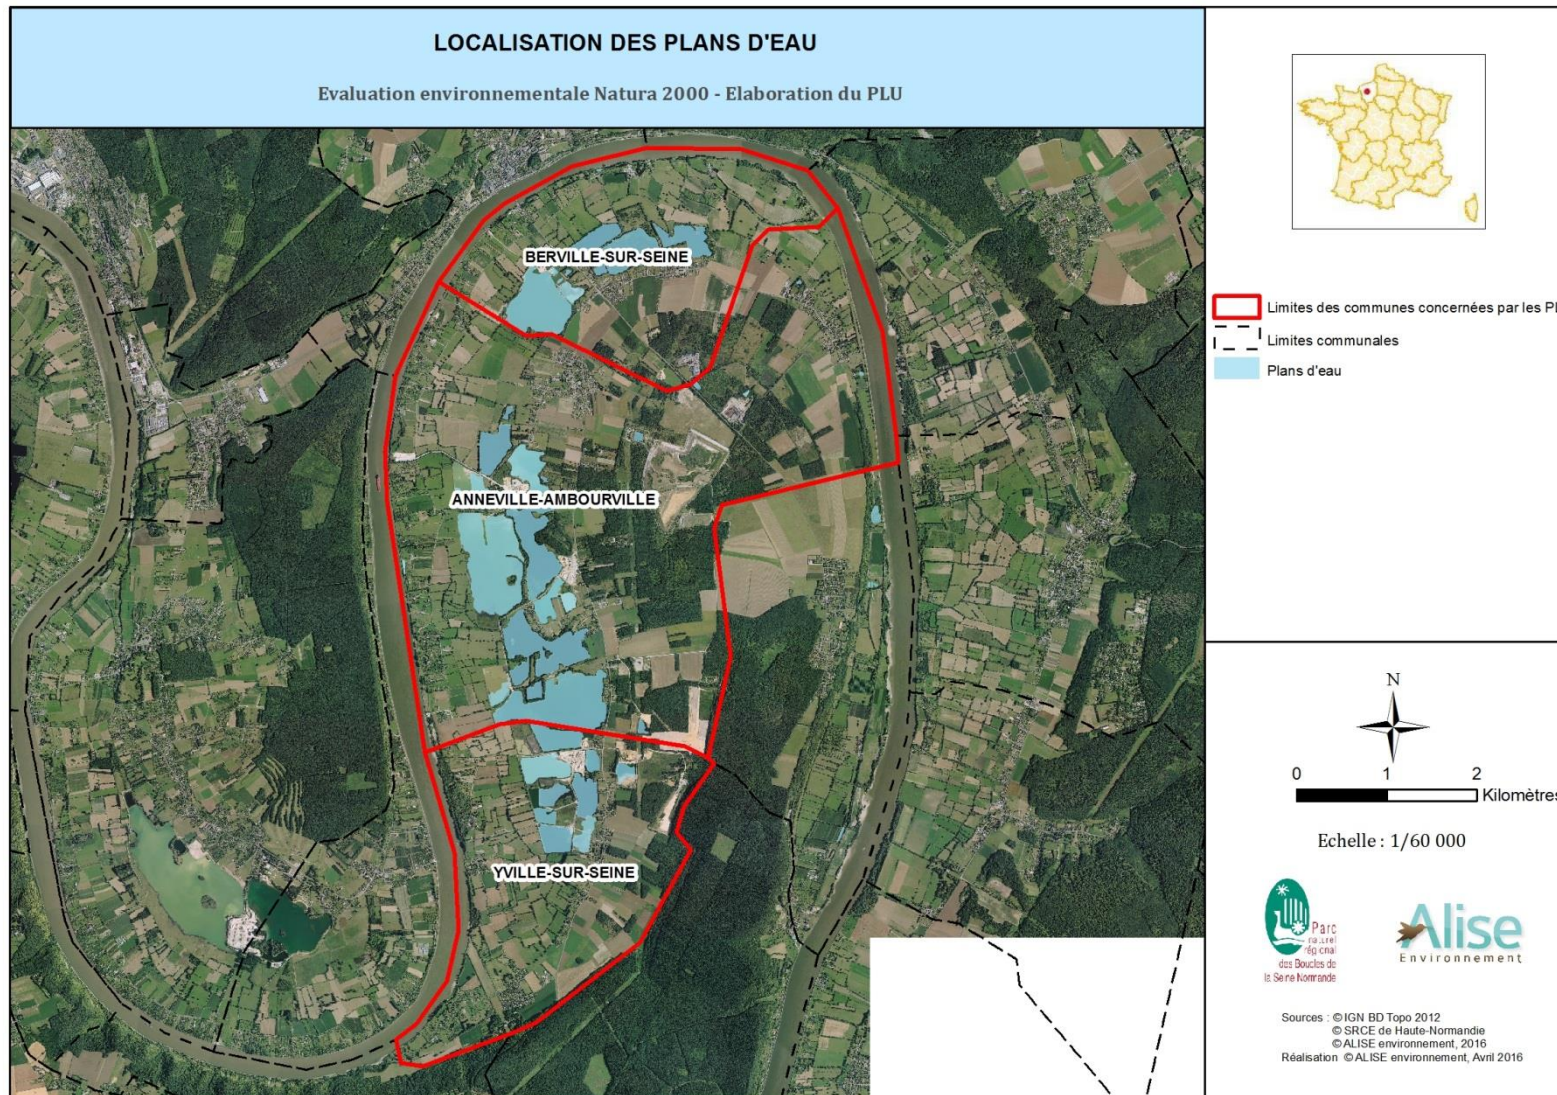 LOCALISATION DES PLANS D'EAU
Evaluation environnementale Natura 2000 - Elaboration du PLU
BERVILLE-SUR-SEINE
ANNEVILLE-AMBOURVILLE
YVILLE-SUR-SEINE
Limites des communes concernées par les PL
Limites communales
Plans d'eau
N
0 1 2
Kilomètres
Echelle : 1/60 000
Parc
naturel
régional
des Boucles de
la Seine Normande
Alise
Environnement
Sources : © IGN BD Topo 2012
© SRCE de Haute-Normandie
© ALISE environnement, 2016
Réalisation © ALISE environnement, Avril 2016